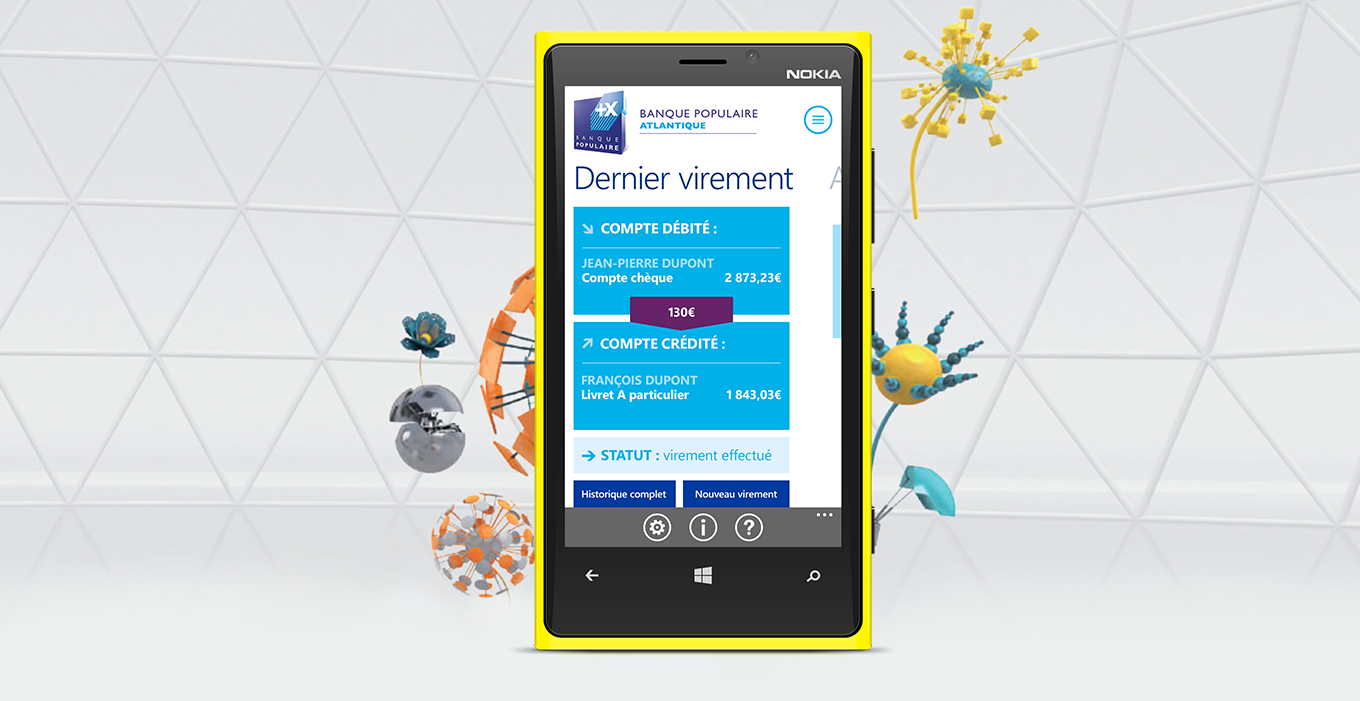 NOKIA
+X
BANQUE
POPULAIRE
BANQUE POPULAIRE
ATLANTIQUE
Dernier virement
A
COMPTE DÉBITÉ :
JEAN-PIERRE DUPONT
Compte chèque 2 873,23€
130€
COMPTE CRÉDITÉ :
FRANÇOIS DUPONT
Livret A particulier 1 843,03€
STATUT : virement effectué
Historique complet Nouveau virement